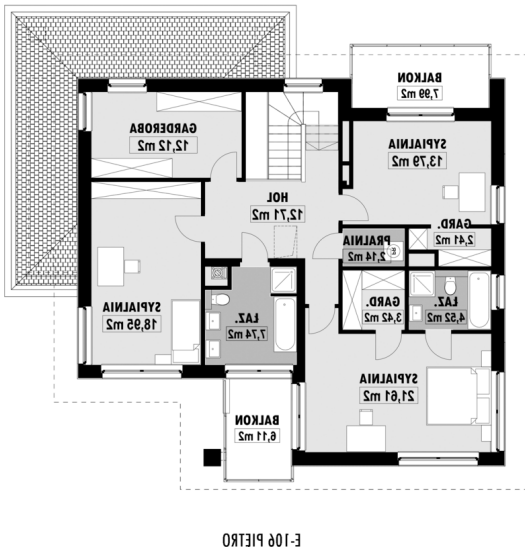 BALKON
7,99 m2
GARDEROBA
12,12 m2
SYPIALNIA
13,79 m2
HOL
12,71 m2
GARD.
2,41 m2
PRALNIA
2,14 m2
SYPIALNIA
18,95 m2
ŁAZ.
7,74 m2
GARD.
3,42 m2
ŁAZ.
4,52 m2
SYPIALNIA
21,61 m2
BALKON
6,11 m2
E-106 PIETRO